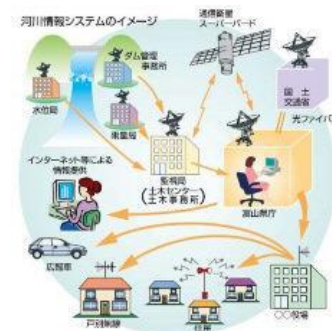 河川情報システムのイメージ
通信衛星
スーパーバード
ダム管理
事務所
国土
交通省
水位局
雨量局
光ファイバ
インターネット等による
情報提供
監視局
(土木センター
土木事務所)
富山県庁
広報車
戸別無線
住民
○○役場